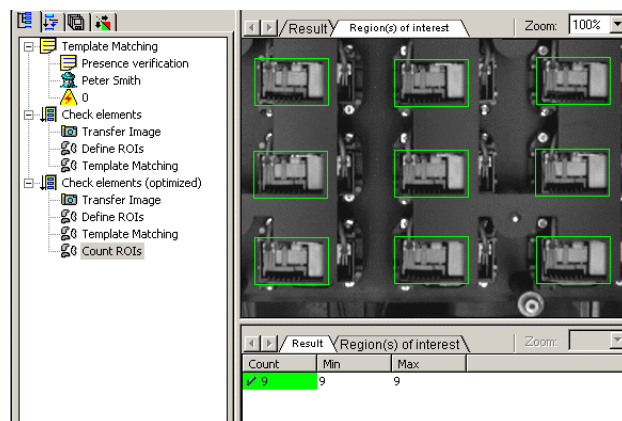 Template Matching
Presence verification
Peter Smith
0
Check elements
Transfer Image
Define ROIs
Template Matching
Check elements (optimized)
Transfer Image
Define ROIs
Template Matching
Count ROIs
Result Region(s) of interest Zoom: 100%
Result Region(s) of interest Zoom:
Count Min Max
9 9 9